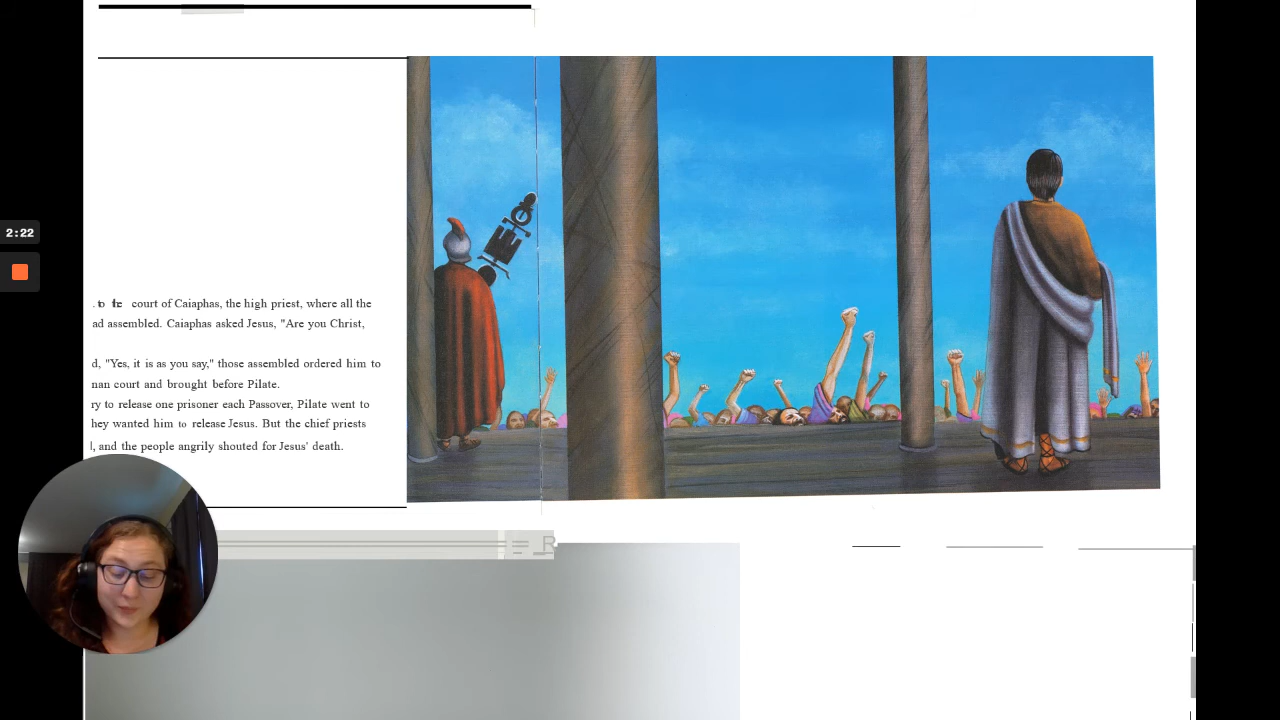 2:22
to the court of Caiaphas, the high priest, where all the
ad assembled. Caiaphas asked Jesus, "Are you Christ,
d, "Yes, it is as you say," those assembled ordered him to
nan court and brought before Pilate.
ry to release one prisoner each Passover, Pilate went to
hey wanted him to release Jesus. But the chief priests
l, and the people angrily shouted for Jesus' death.
R